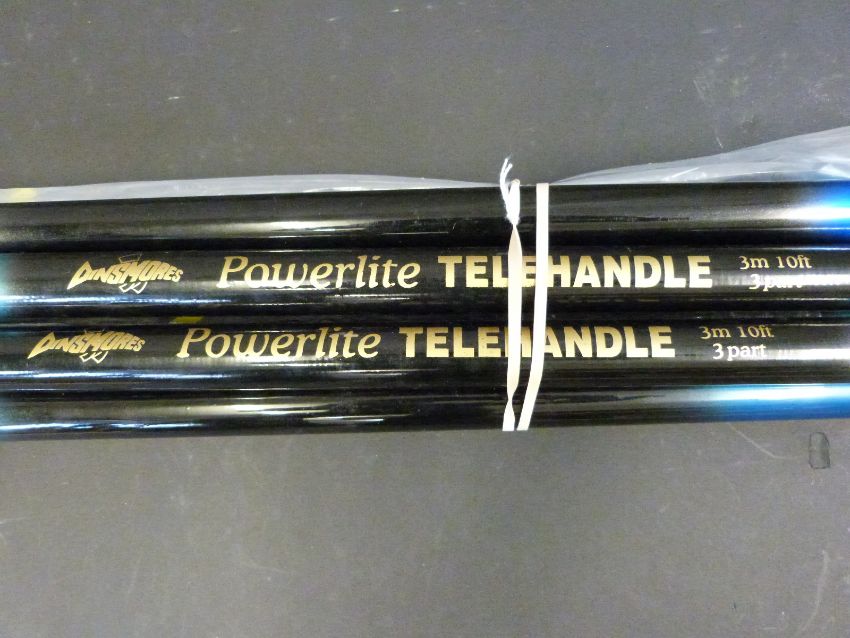 DINSMORES Powerlite TELEHANDLE 3m 10ft
3 part
DINSMORES Powerlite TELEHANDLE 3m 10ft
3 part